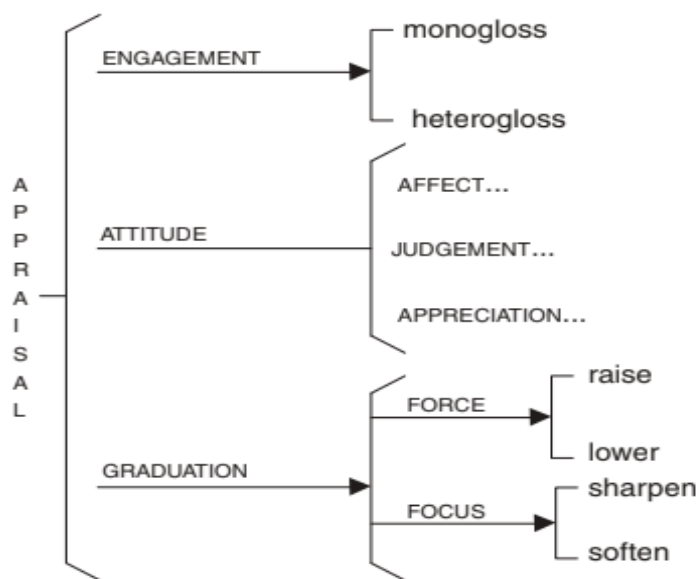 APPRAISAL
ENGAGEMENT
monogloss
heterogloss
ATTITUDE
AFFECT...
JUDGEMENT...
APPRECIATION...
GRADUATION
FORCE
raise
lower
FOCUS
sharpen
soften